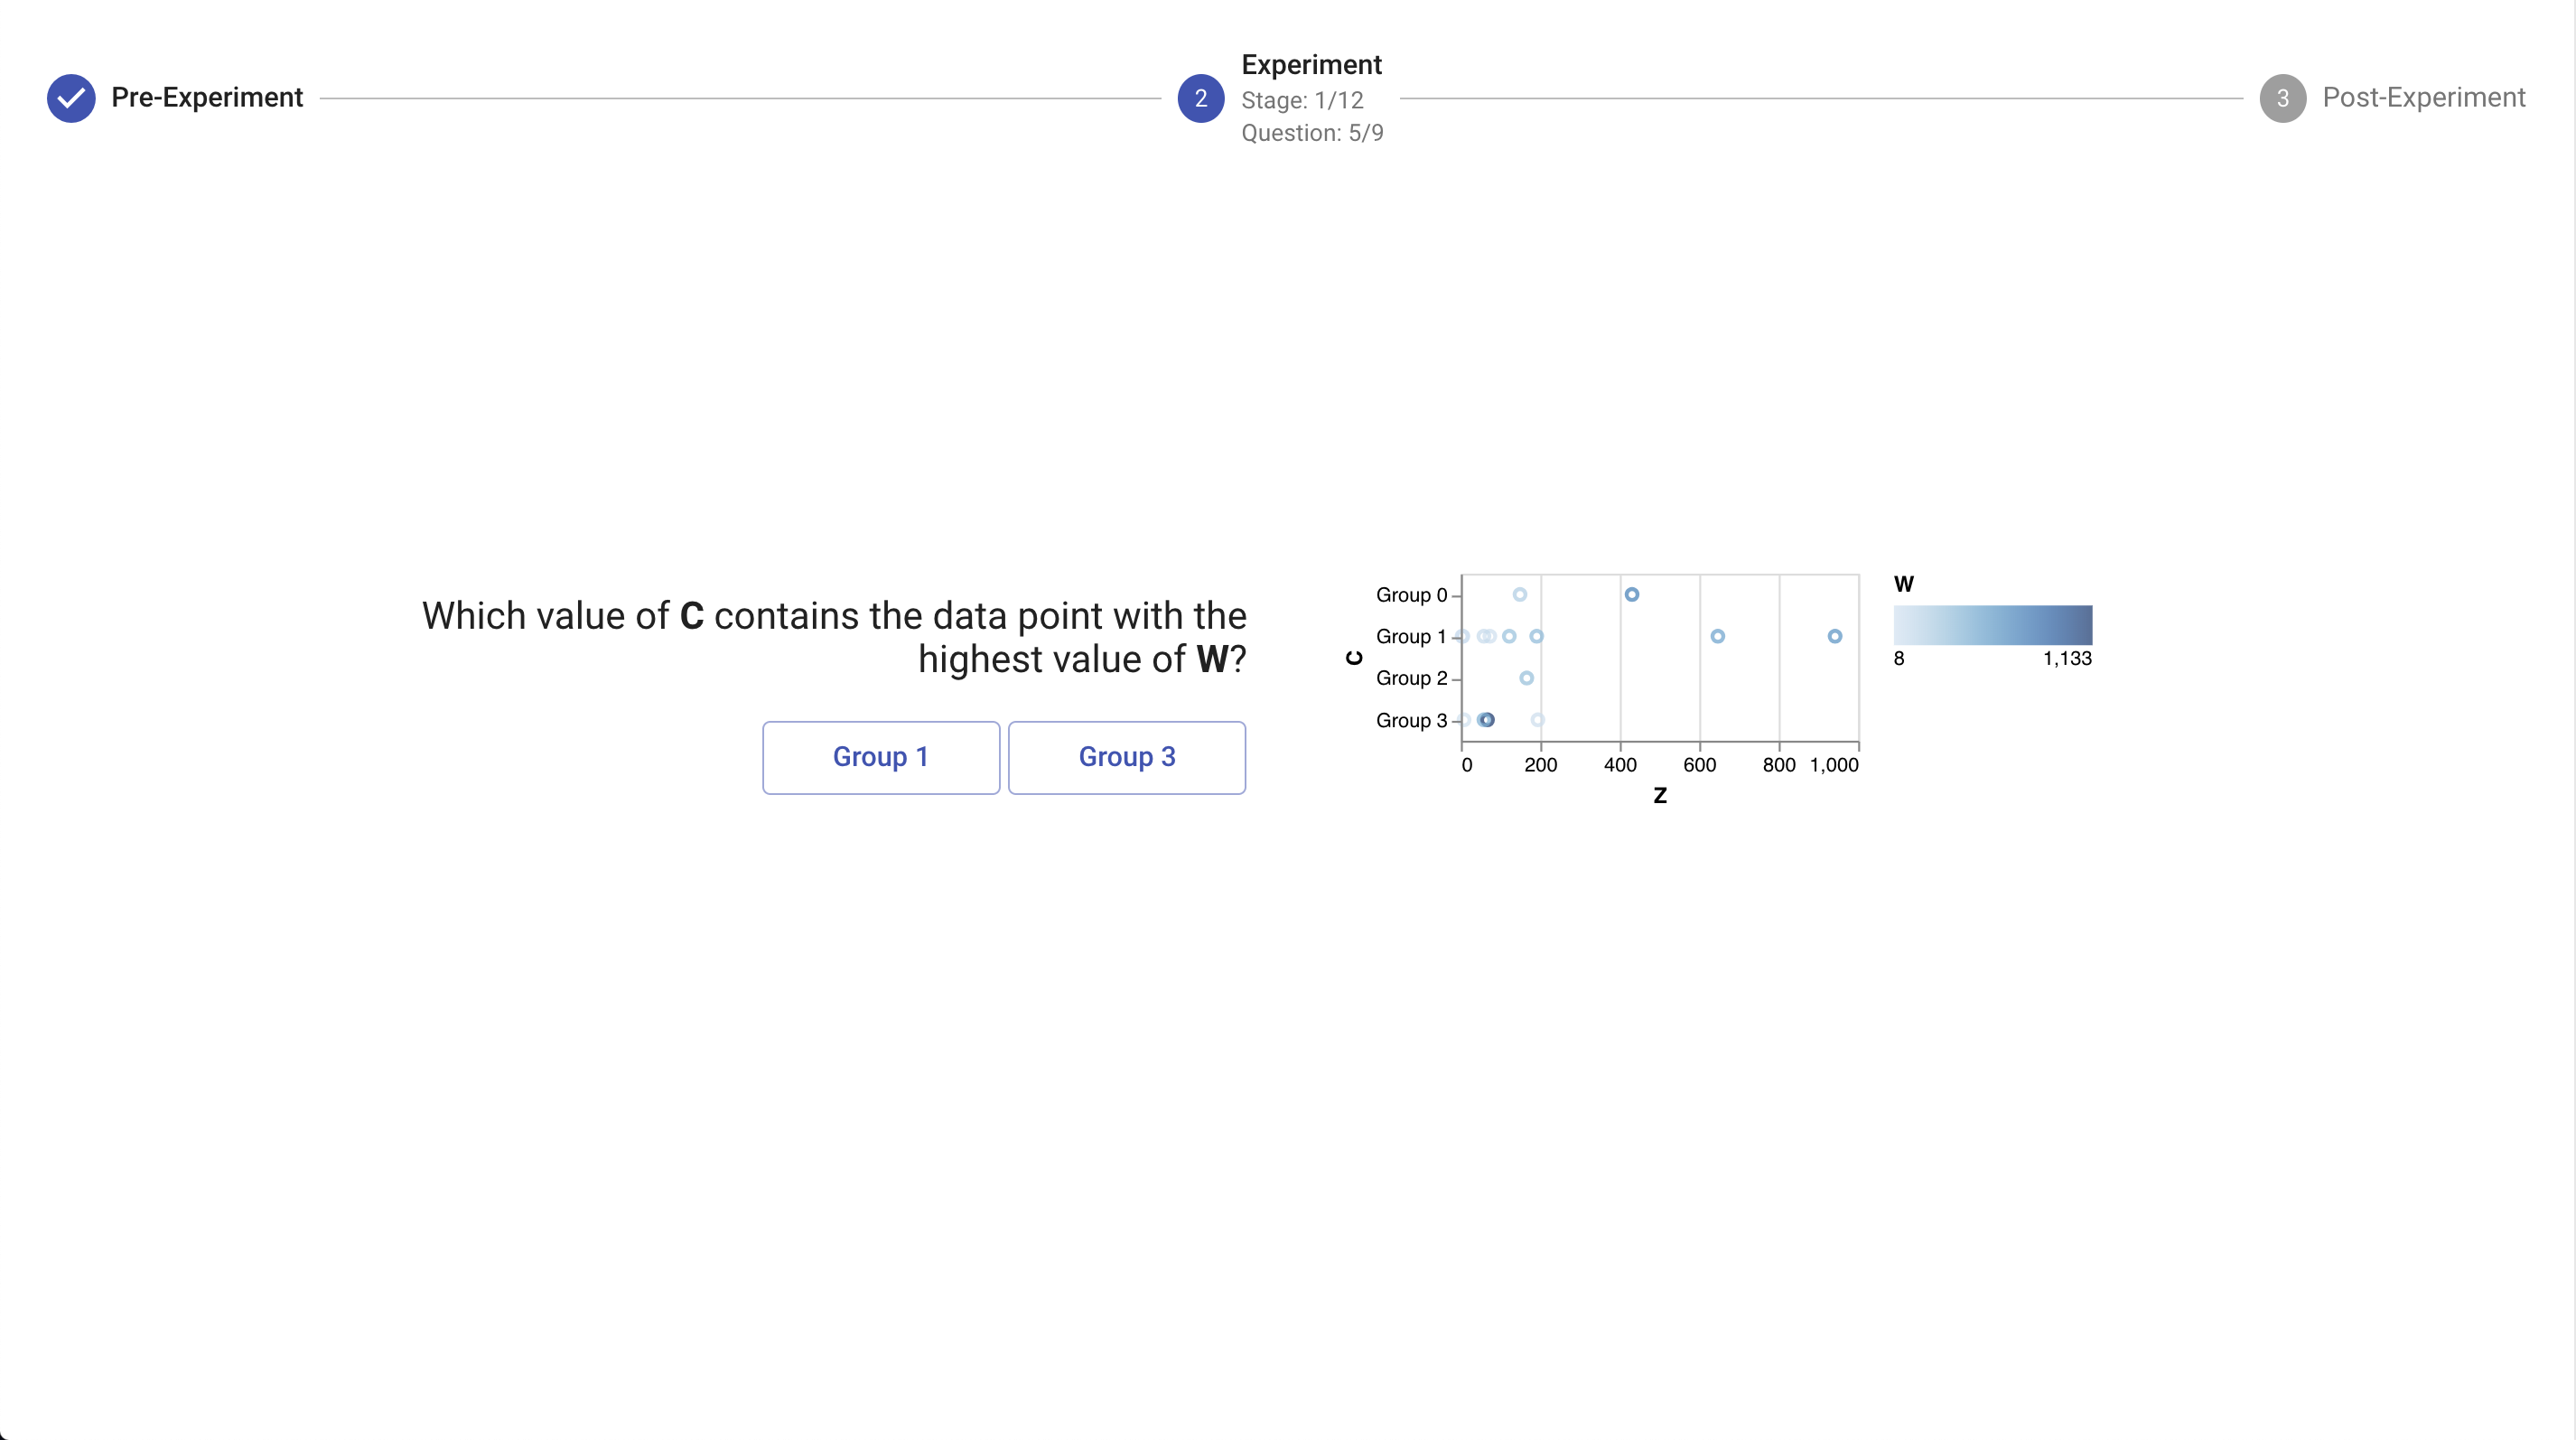 Pre-Experiment
2
Experiment
Stage: 1/12
Question: 5/9
3
Post-Experiment
Which value of C contains the data point with the
highest value of W?
Group 1
Group 3
C
Group 0
Group 1
Group 2
Group 3
0 200 400 600 800 1,000
Z
W
8 1,133